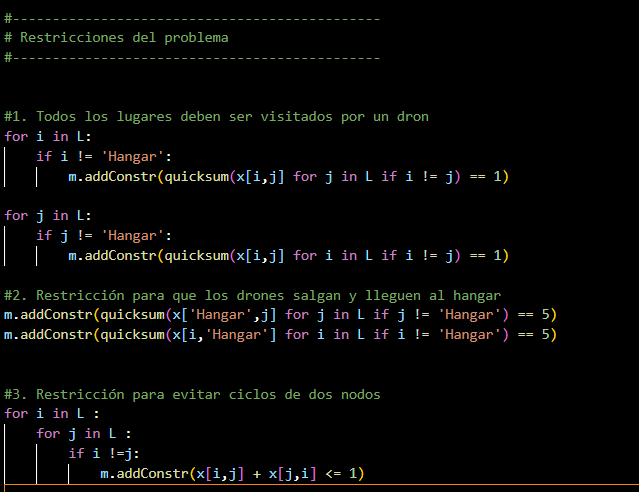 #----------------------------------------------
# Restricciones del problema
#----------------------------------------------
#1. Todos los lugares deben ser visitados por un dron
for i in L:
    if i != 'Hangar':
        m.addConstr(quicksum(x[i,j] for j in L if i != j) == 1)
for j in L:
    if j != 'Hangar':
        m.addConstr(quicksum(x[i,j] for i in L if i != j) == 1)
#2. Restricción para que los drones salgan y lleguen al hangar
m.addConstr(quicksum(x['Hangar',j] for j in L if j != 'Hangar') == 5)
m.addConstr(quicksum(x[i,'Hangar'] for i in L if i != 'Hangar') == 5)
#3. Restricción para evitar ciclos de dos nodos
for i in L :
    for j in L :
        if i !=j:
            m.addConstr(x[i,j] + x[j,i] <= 1)